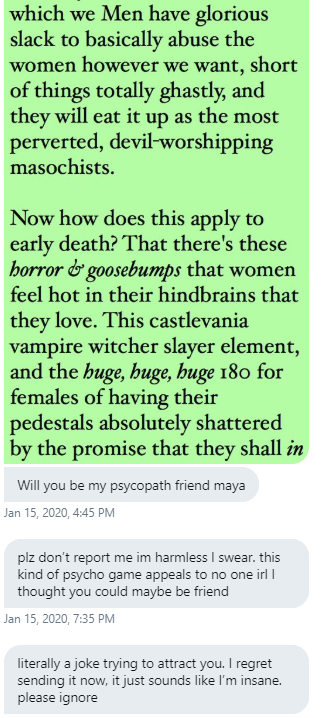 which we Men have glorious
slack to basically abuse the
women however we want, short
of things totally ghastly, and
they will eat it up as the most
perverted, devil-worshipping
masochists.
Now how does this apply to
early death? That there's these
horror & goosebumps that women
feel hot in their hindbrains that
they love. This castlevania
vampire witcher slayer element,
and the huge, huge, huge 180 for
females of having their
pedestals absolutely shattered
by the promise that they shall in
Will you be my psycopath friend maya
Jan 15, 2020, 4:45 PM
plz don't report me im harmless I swear. this
kind of psycho game appeals to no one irl I
thought you could maybe be friend
Jan 15, 2020, 7:35 PM
literally a joke trying to attract you. I regret
sending it now, it just sounds like I'm insane.
please ignore